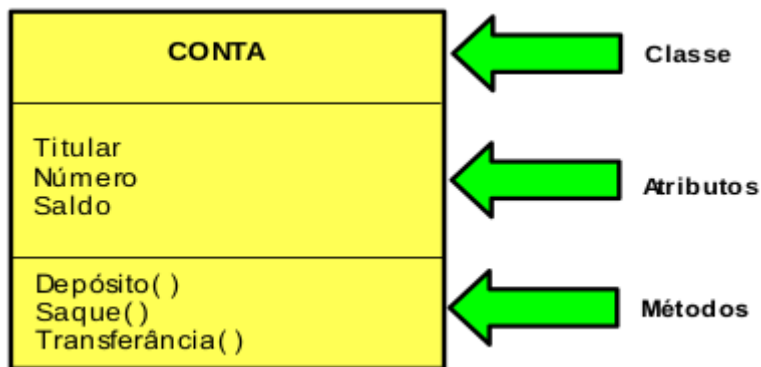 CONTA
Classe
Titular
Número
Saldo
Atributos
Depósito( )
Saque( )
Transferância( )
Métodos